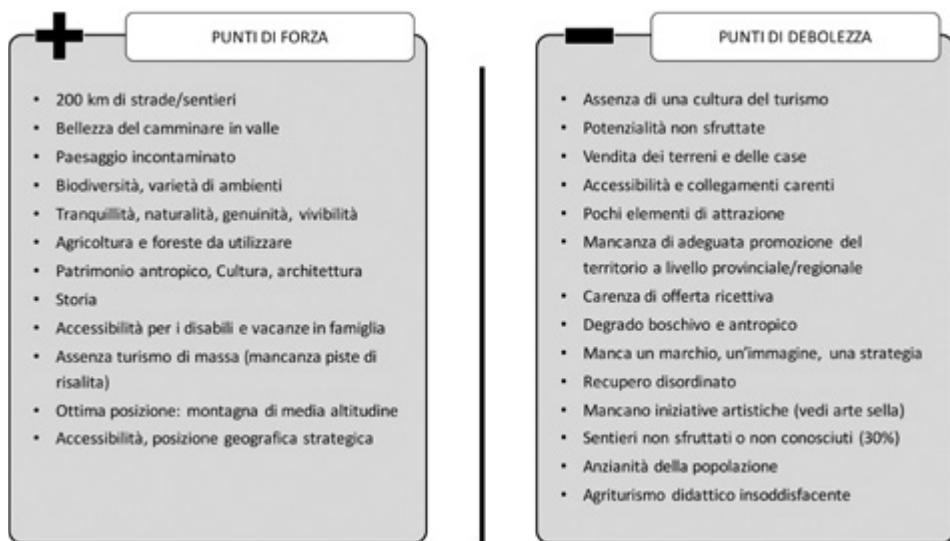 PUNTI DI FORZA
• 200 km di strade/sentieri
• Bellezza del camminare in valle
• Paesaggio incontaminato
• Biodiversità, varietà di ambienti
• Tranquillità, naturalità, genuinità, vivibilità
• Agricoltura e foreste da utilizzare
• Patrimonio antropico, Cultura, architettura
• Storia
• Accessibilità per i disabili e vacanze in famiglia
• Assenza turismo di massa (mancanza piste di
risalita)
• Ottima posizione: montagna di media altitudine
• Accessibilità, posizione geografica strategica
PUNTI DI DEBOLEZZA
• Assenza di una cultura del turismo
• Potenzialità non sfruttate
• Vendita dei terreni e delle case
• Accessibilità e collegamenti carenti
• Pochi elementi di attrazione
• Mancanza di adeguata promozione del
territorio a livello provinciale/regionale
• Carenza di offerta ricettiva
• Degrado boschivo e antropico
• Manca un marchio, un'immagine, una strategia
• Recupero disordinato
• Mancano iniziative artistiche (vedi arte sella)
• Sentieri non sfruttati o non conosciuti (30%)
• Anzianità della popolazione
• Agriturismo didattico insoddisfacente